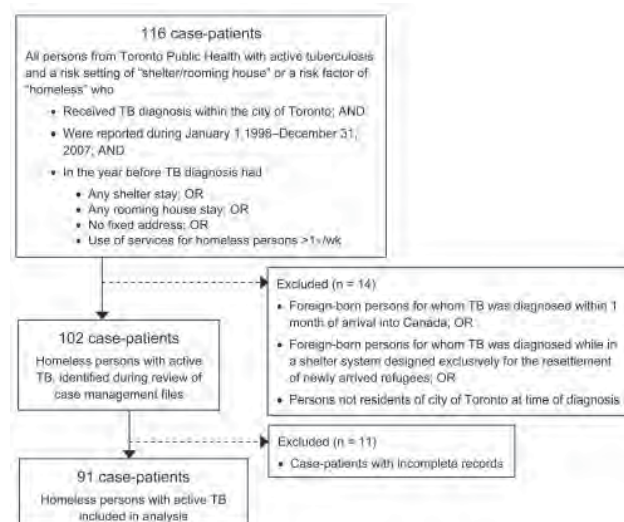 116 case-patients
All persons from Toronto Public Health with active tuberculosis
and a risk setting of "shelter/rooming house" or a risk factor of
"homeless" who
• Received TB diagnosis within the city of Toronto; AND
• Were reported during January 1,1998–December 31,
2007; AND
• In the year before TB diagnosis had
• Any shelter stay; OR
• Any rooming house stay; OR
• No fixed address; OR
• Use of services for homeless persons >1×/wk
Excluded (n = 14)
• Foreign-born persons for whom TB was diagnosed within 1
month of arrival into Canada; OR
• Foreign-born persons for whom TB was diagnosed while in
a shelter system designed exclusively for the resettlement
of newly arrived refugees; OR
• Persons not residents of city of Toronto at time of diagnosis
102 case-patients
Homeless persons with active
TB, identified during review of
case management files
Excluded (n = 11)
• Case-patients with incomplete records
91 case-patients
Homeless persons with active TB
included in analysis